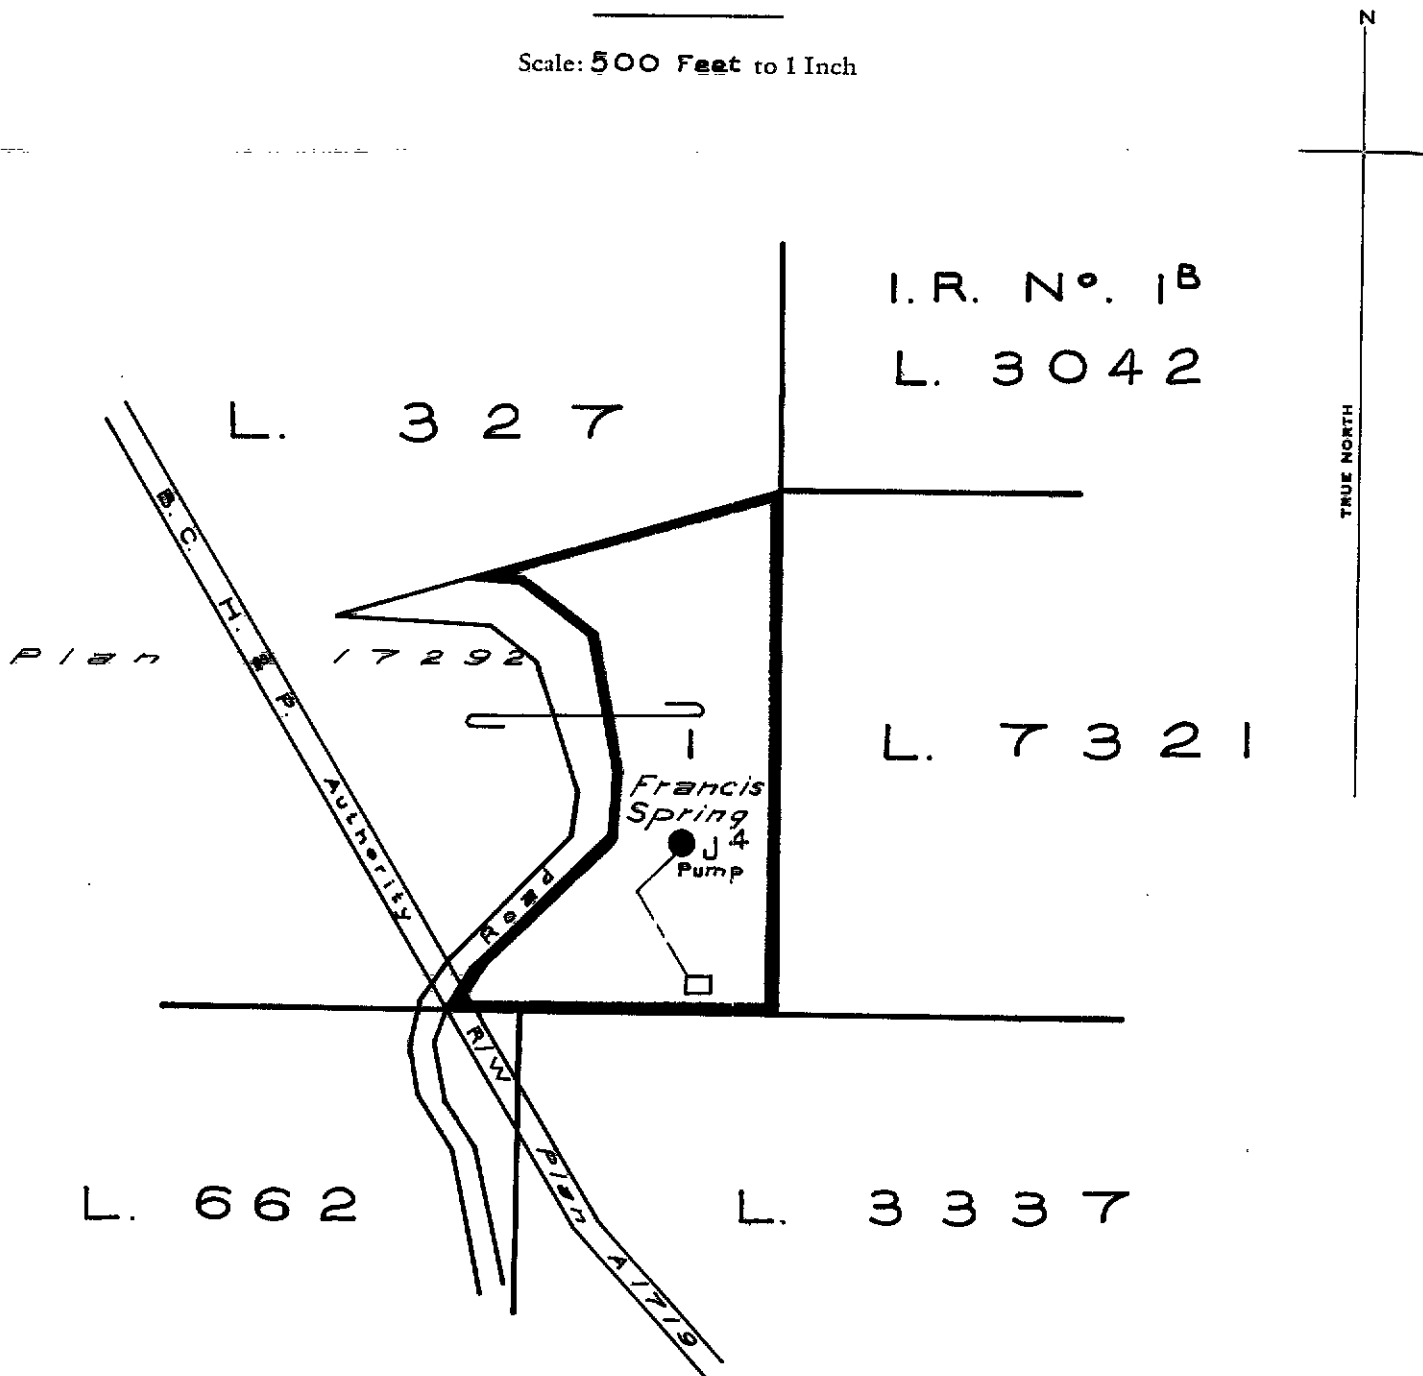 Scale: 500 Feet to 1 Inch
N
TRUE NORTH
I. R. Nº. 1ᴮ
L. 3042
L. 327
B. C. H. & P. Authority R/W Plan A1719
Plan 17292
1
L. 7321
Francis
Spring
J4
Pump
Road
L. 662
L. 3337